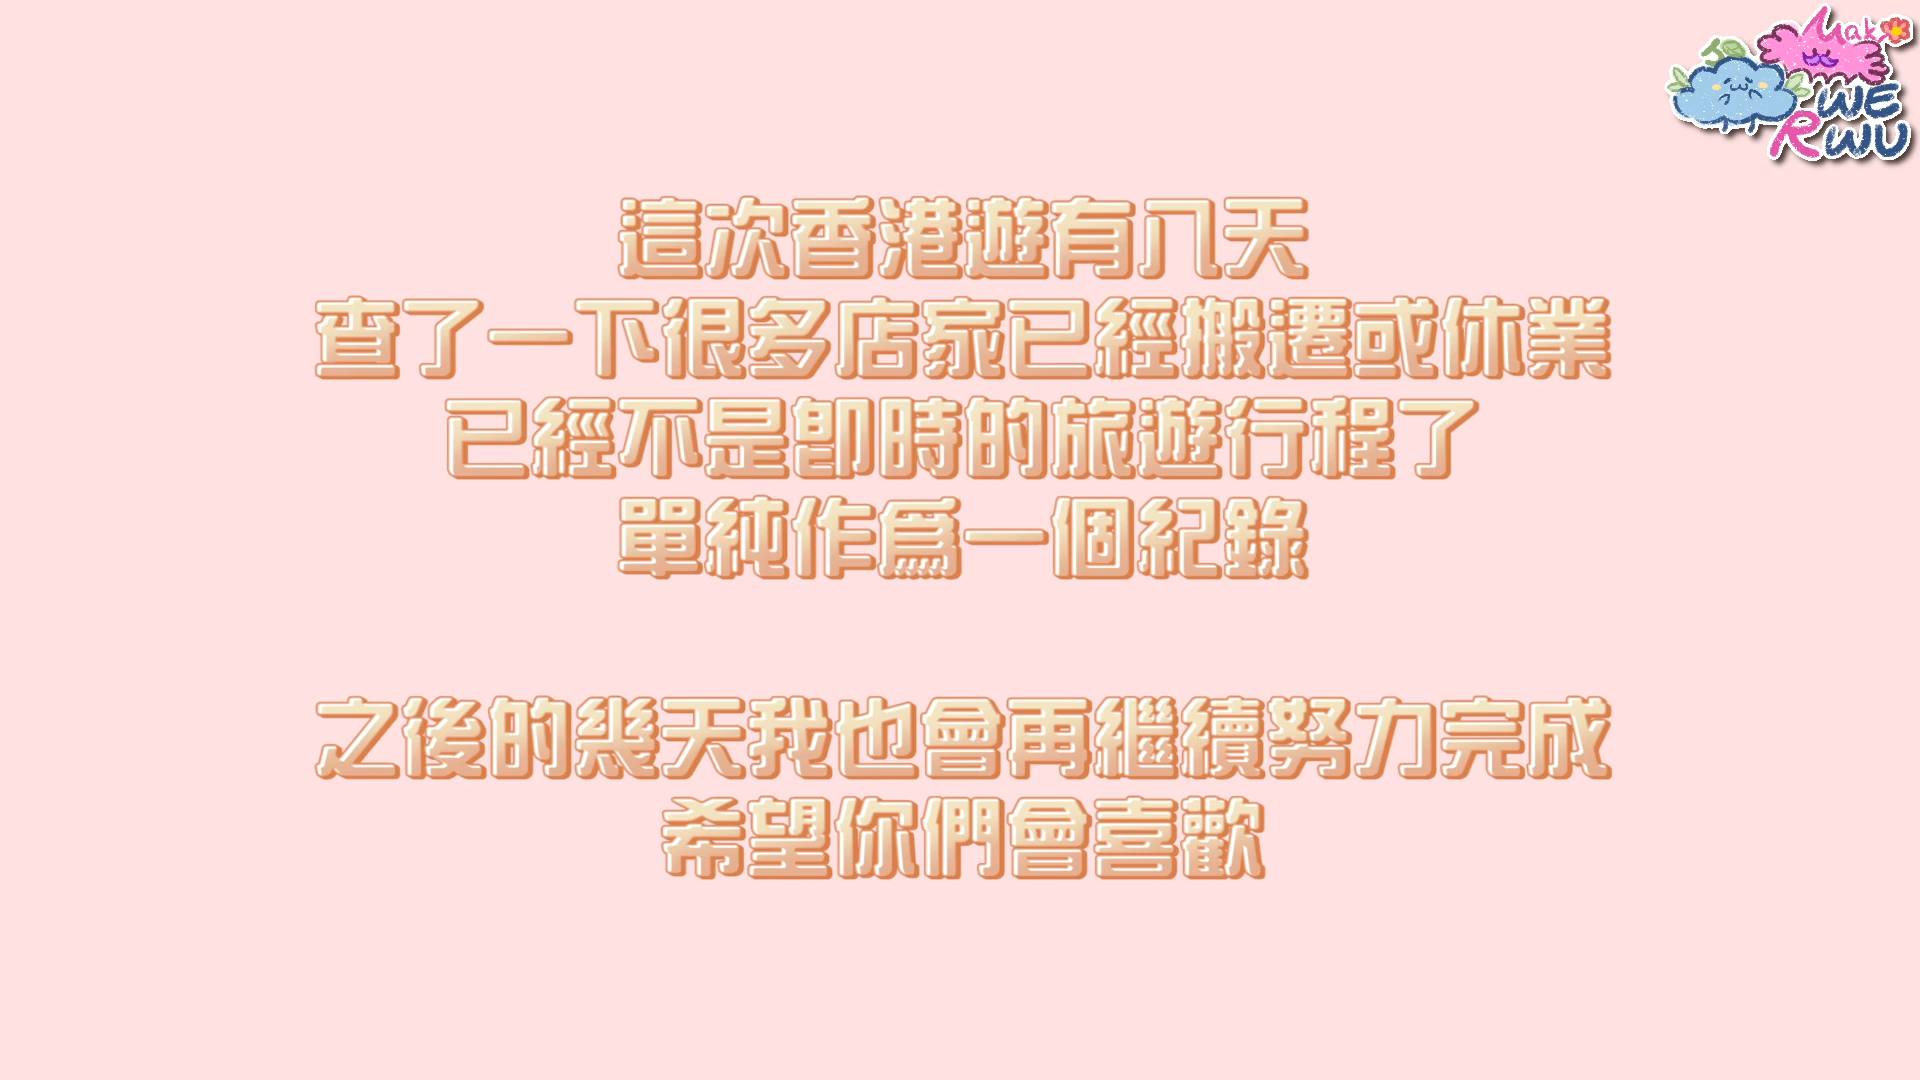 這次香港遊有八天
查了一下很多店家已經搬遷或休業
已經不是即時的旅遊行程了
單純作為一個紀錄
之後的幾天我也會再繼續努力完成
希望你們會喜歡
Mak
WE
RWU